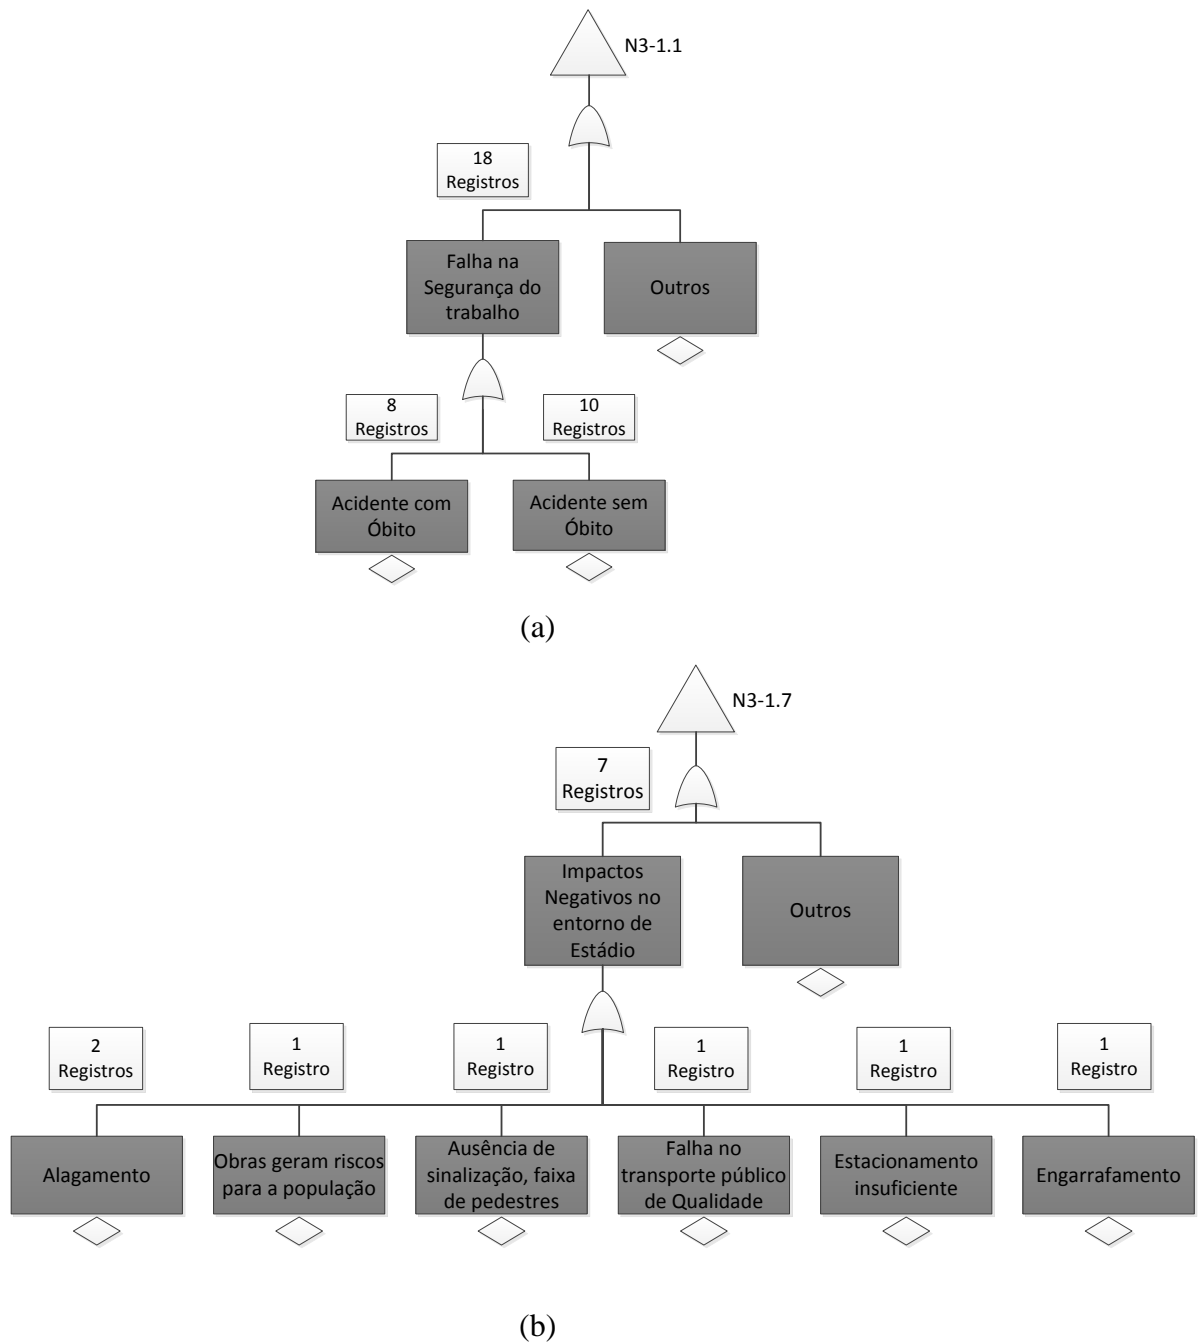 N3-1.1
18
Registros
Falha na
Segurança do
trabalho
Outros
8
Registros
10
Registros
Acidente com
Óbito
Acidente sem
Óbito
(a)
N3-1.7
7
Registros
Impactos
Negativos no
entorno de
Estádio
Outros
2
Registros
1
Registro
1
Registro
1
Registro
1
Registro
1
Registro
Alagamento
Obras geram riscos
para a população
Ausência de
sinalização, faixa
de pedestres
Falha no
transporte público
de Qualidade
Estacionamento
insuficiente
Engarrafamento
(b)